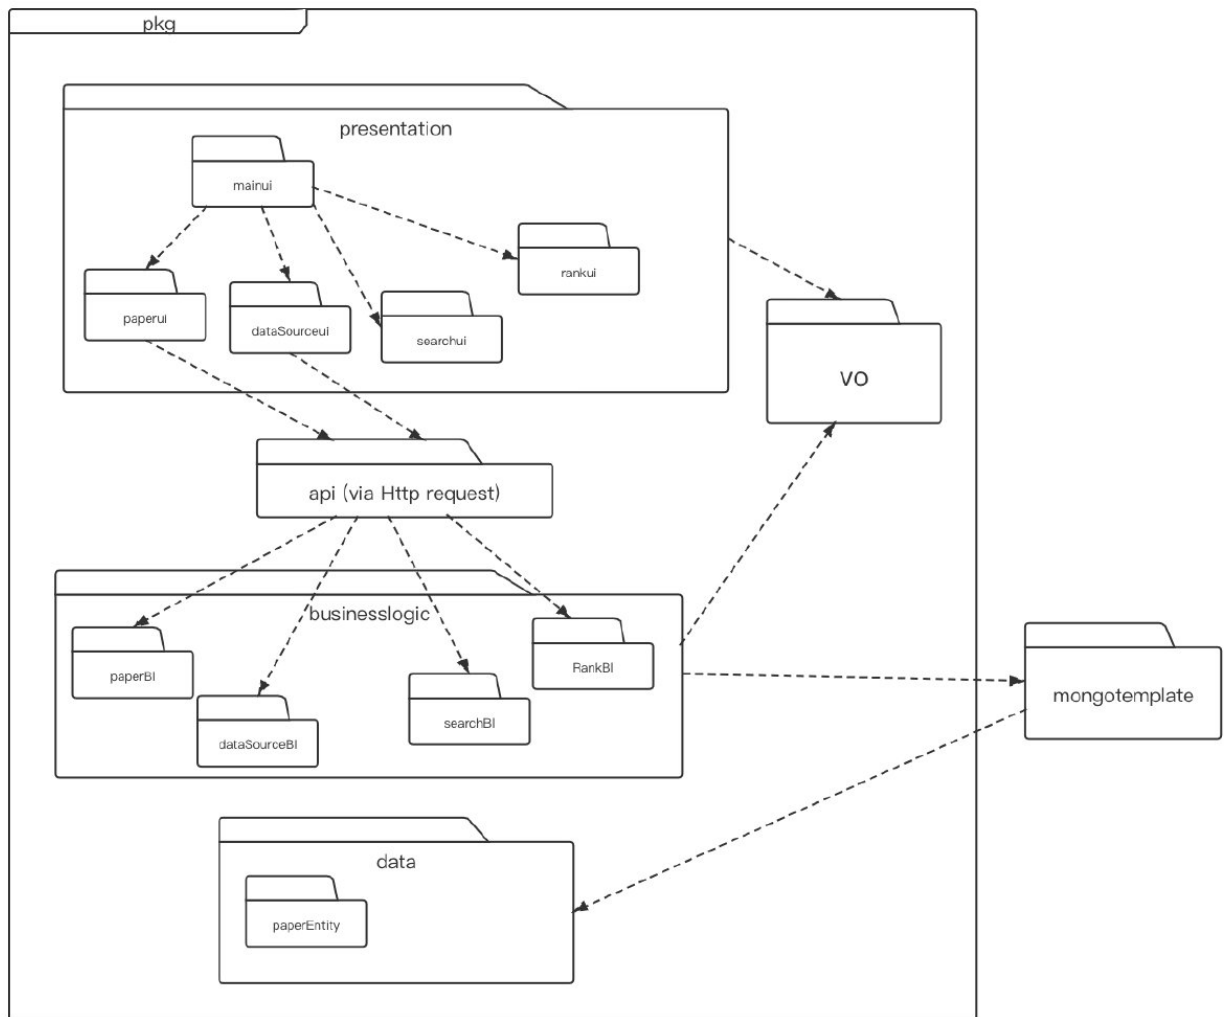 pkg
presentation
mainui
rankui
paperui
dataSourceui
searchui
vo
api (via Http request)
businesslogic
paperBl
RankBl
dataSourceBl
searchBl
mongotemplate
data
paperEntity